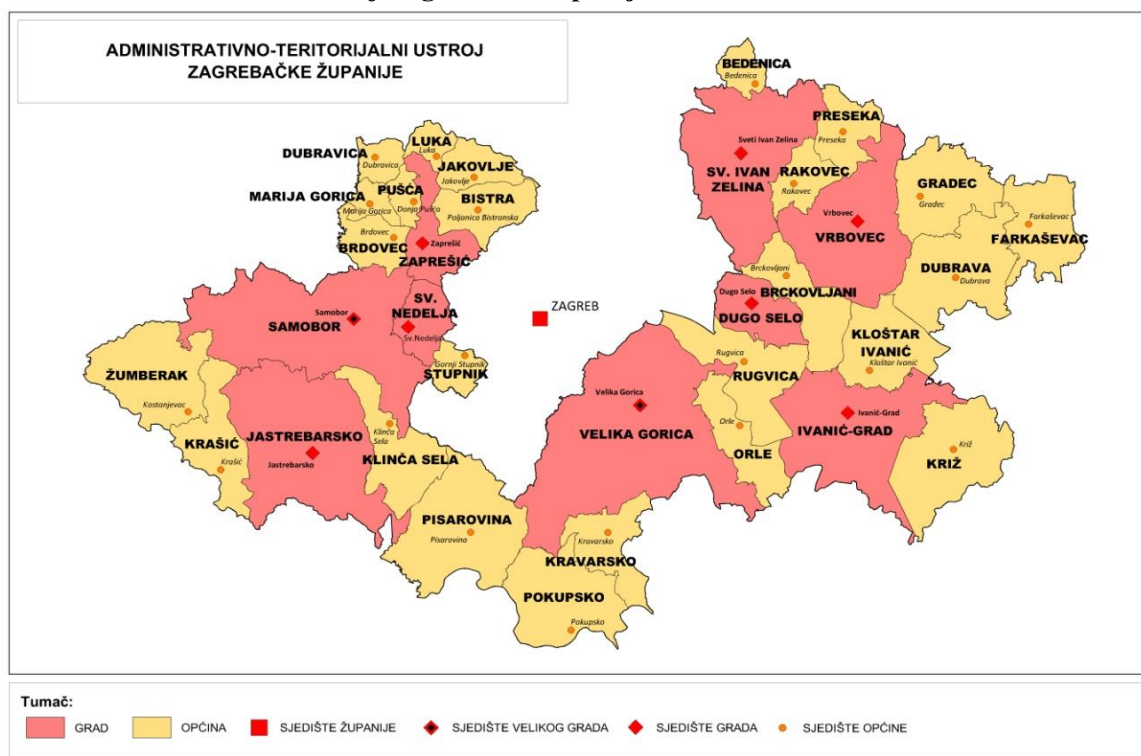 ADMINISTRATIVNO-TERITORIJALNI USTROJ
ZAGREBAČKE ŽUPANIJE
BEDENICA
Bedenica
PRESEKA
Preseka
Sveti Ivan Zelina
SV. IVAN
ZELINA
RAKOVEC
Rakovec
GRADEC
Gradec
Vrbovec
VRBOVEC
Farkaševac
FARKAŠEVAC
DUBRAVA
Dubrava
LUKA
Luka
DUBRAVICA
Dubravica
JAKOVLJE
Jakovlje
MARIJA GORICA
Marija Gorica
PUŠĆA
Donja Pušća
BISTRA
Poljanica Bistranska
Brdovec
BRDOVEC
Zaprešić
ZAPREŠIĆ
Brckovljani
BRCKOVLJANI
Dugo Selo
DUGO SELO
SV.
NEDELJA
Sv.Nedelja
Samobor
SAMOBOR
ZAGREB
KLOŠTAR
IVANIĆ
Kloštar Ivanić
Gornji Stupnik
STUPNIK
Rugvica
RUGVICA
ŽUMBERAK
Kostanjevac
Velika Gorica
VELIKA GORICA
Ivanić-Grad
IVANIĆ-GRAD
Orle
ORLE
KRAŠIĆ
Krašić
JASTREBARSKO
Jastrebarsko
Klinča
Sela
KLINČA SELA
Križ
KRIŽ
PISAROVINA
Pisarovina
Kravarsko
KRAVARSKO
POKUPSKO
Pokupsko
Tumač:
GRAD OPĆINA SJEDIŠTE ŽUPANIJE SJEDIŠTE VELIKOG GRADA SJEDIŠTE GRADA SJEDIŠTE OPĆINE